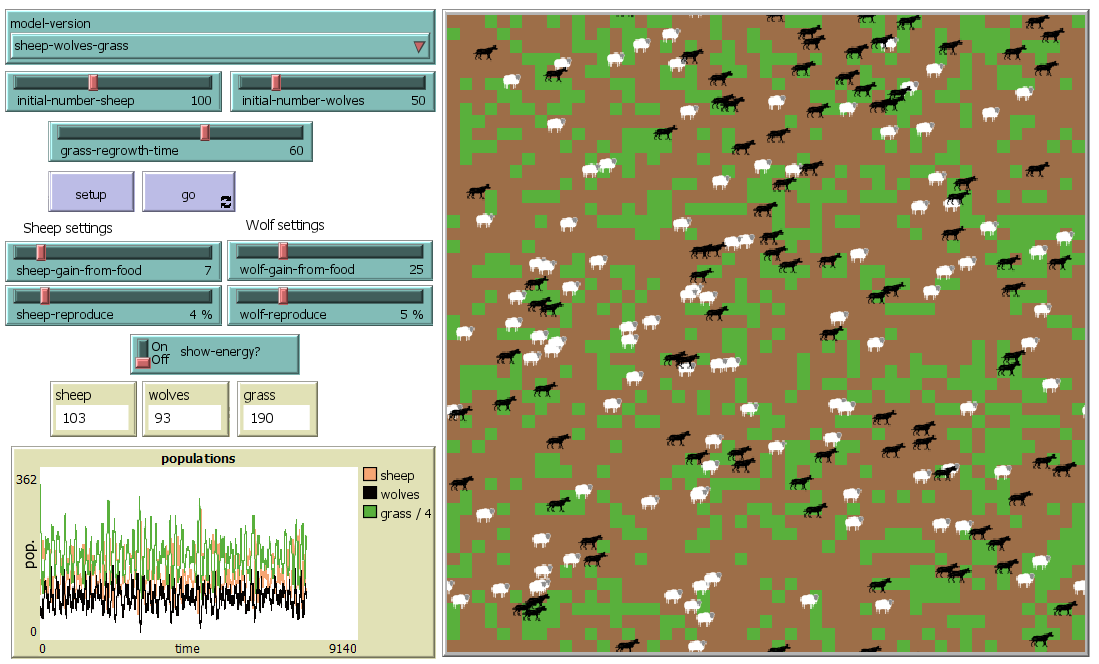 model-version
sheep-wolves-grass
initial-number-sheep 100
initial-number-wolves 50
grass-regrowth-time 60
setup
go
Sheep settings
Wolf settings
sheep-gain-from-food 7
wolf-gain-from-food 25
sheep-reproduce 4 %
wolf-reproduce 5 %
On
Off
show-energy?
sheep
103
wolves
93
grass
190
populations
362
pop.
0
0
time
9140
sheep
wolves
grass / 4